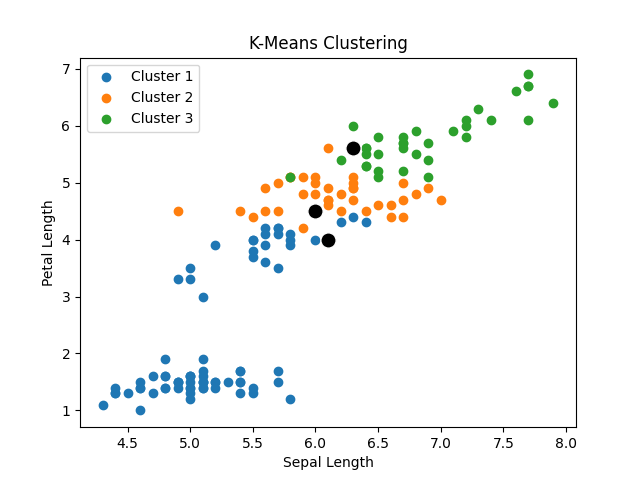 K-Means Clustering
Cluster 1
Cluster 2
Cluster 3
Petal Length
7
6
5
4
3
2
1
4.5 5.0 5.5 6.0 6.5 7.0 7.5 8.0
Sepal Length